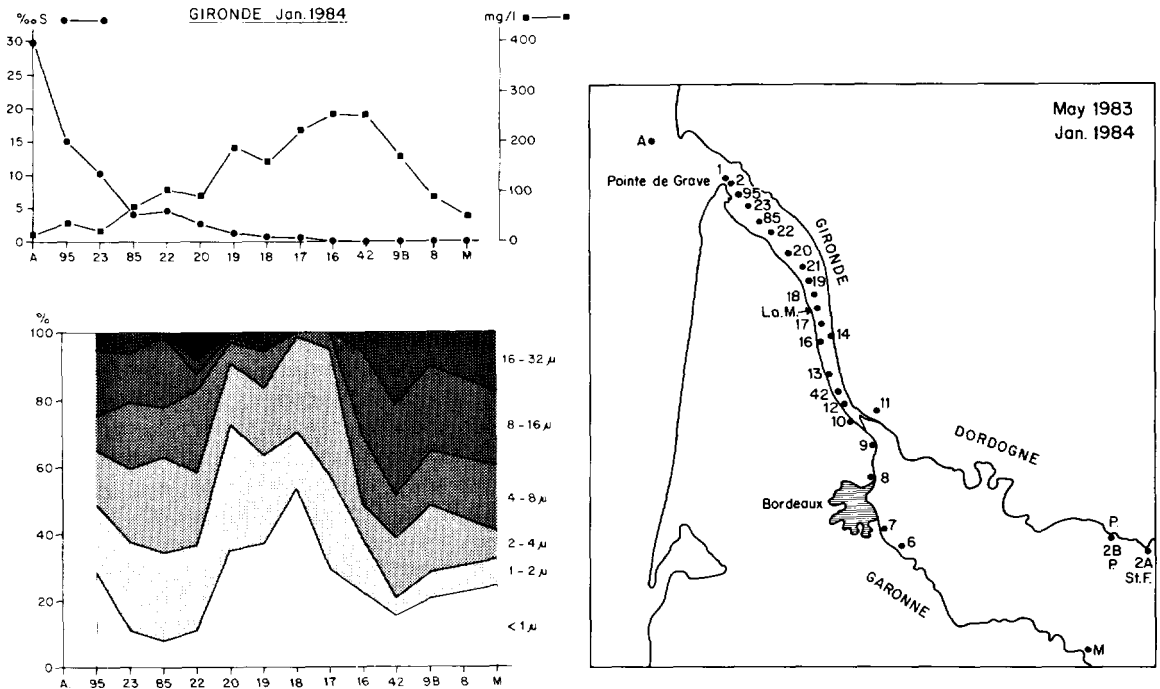 GIRONDE Jan. 1984
‰S
mg/l
30
25
20
15
10
5
0
400
300
200
100
0
A 95 23 85 22 20 19 18 17 16 42 9B 8 M
%
100
80
60
40
20
0
16 - 32 μ
8 - 16 μ
4 - 8 μ
2 - 4 μ
1 - 2 μ
< 1 μ
A. 95 23 85 22 20 19 18 17 16 42 9B 8 M
May 1983
Jan. 1984
A
1
2
Pointe de Grave
95
23
85
22
GIRONDE
20
21
19
18
La.M.
17
14
16
13
42
12
11
10
9
DORDOGNE
8
Bordeaux
7
6
P.
2B
P.
2A
St.F.
GARONNE
M